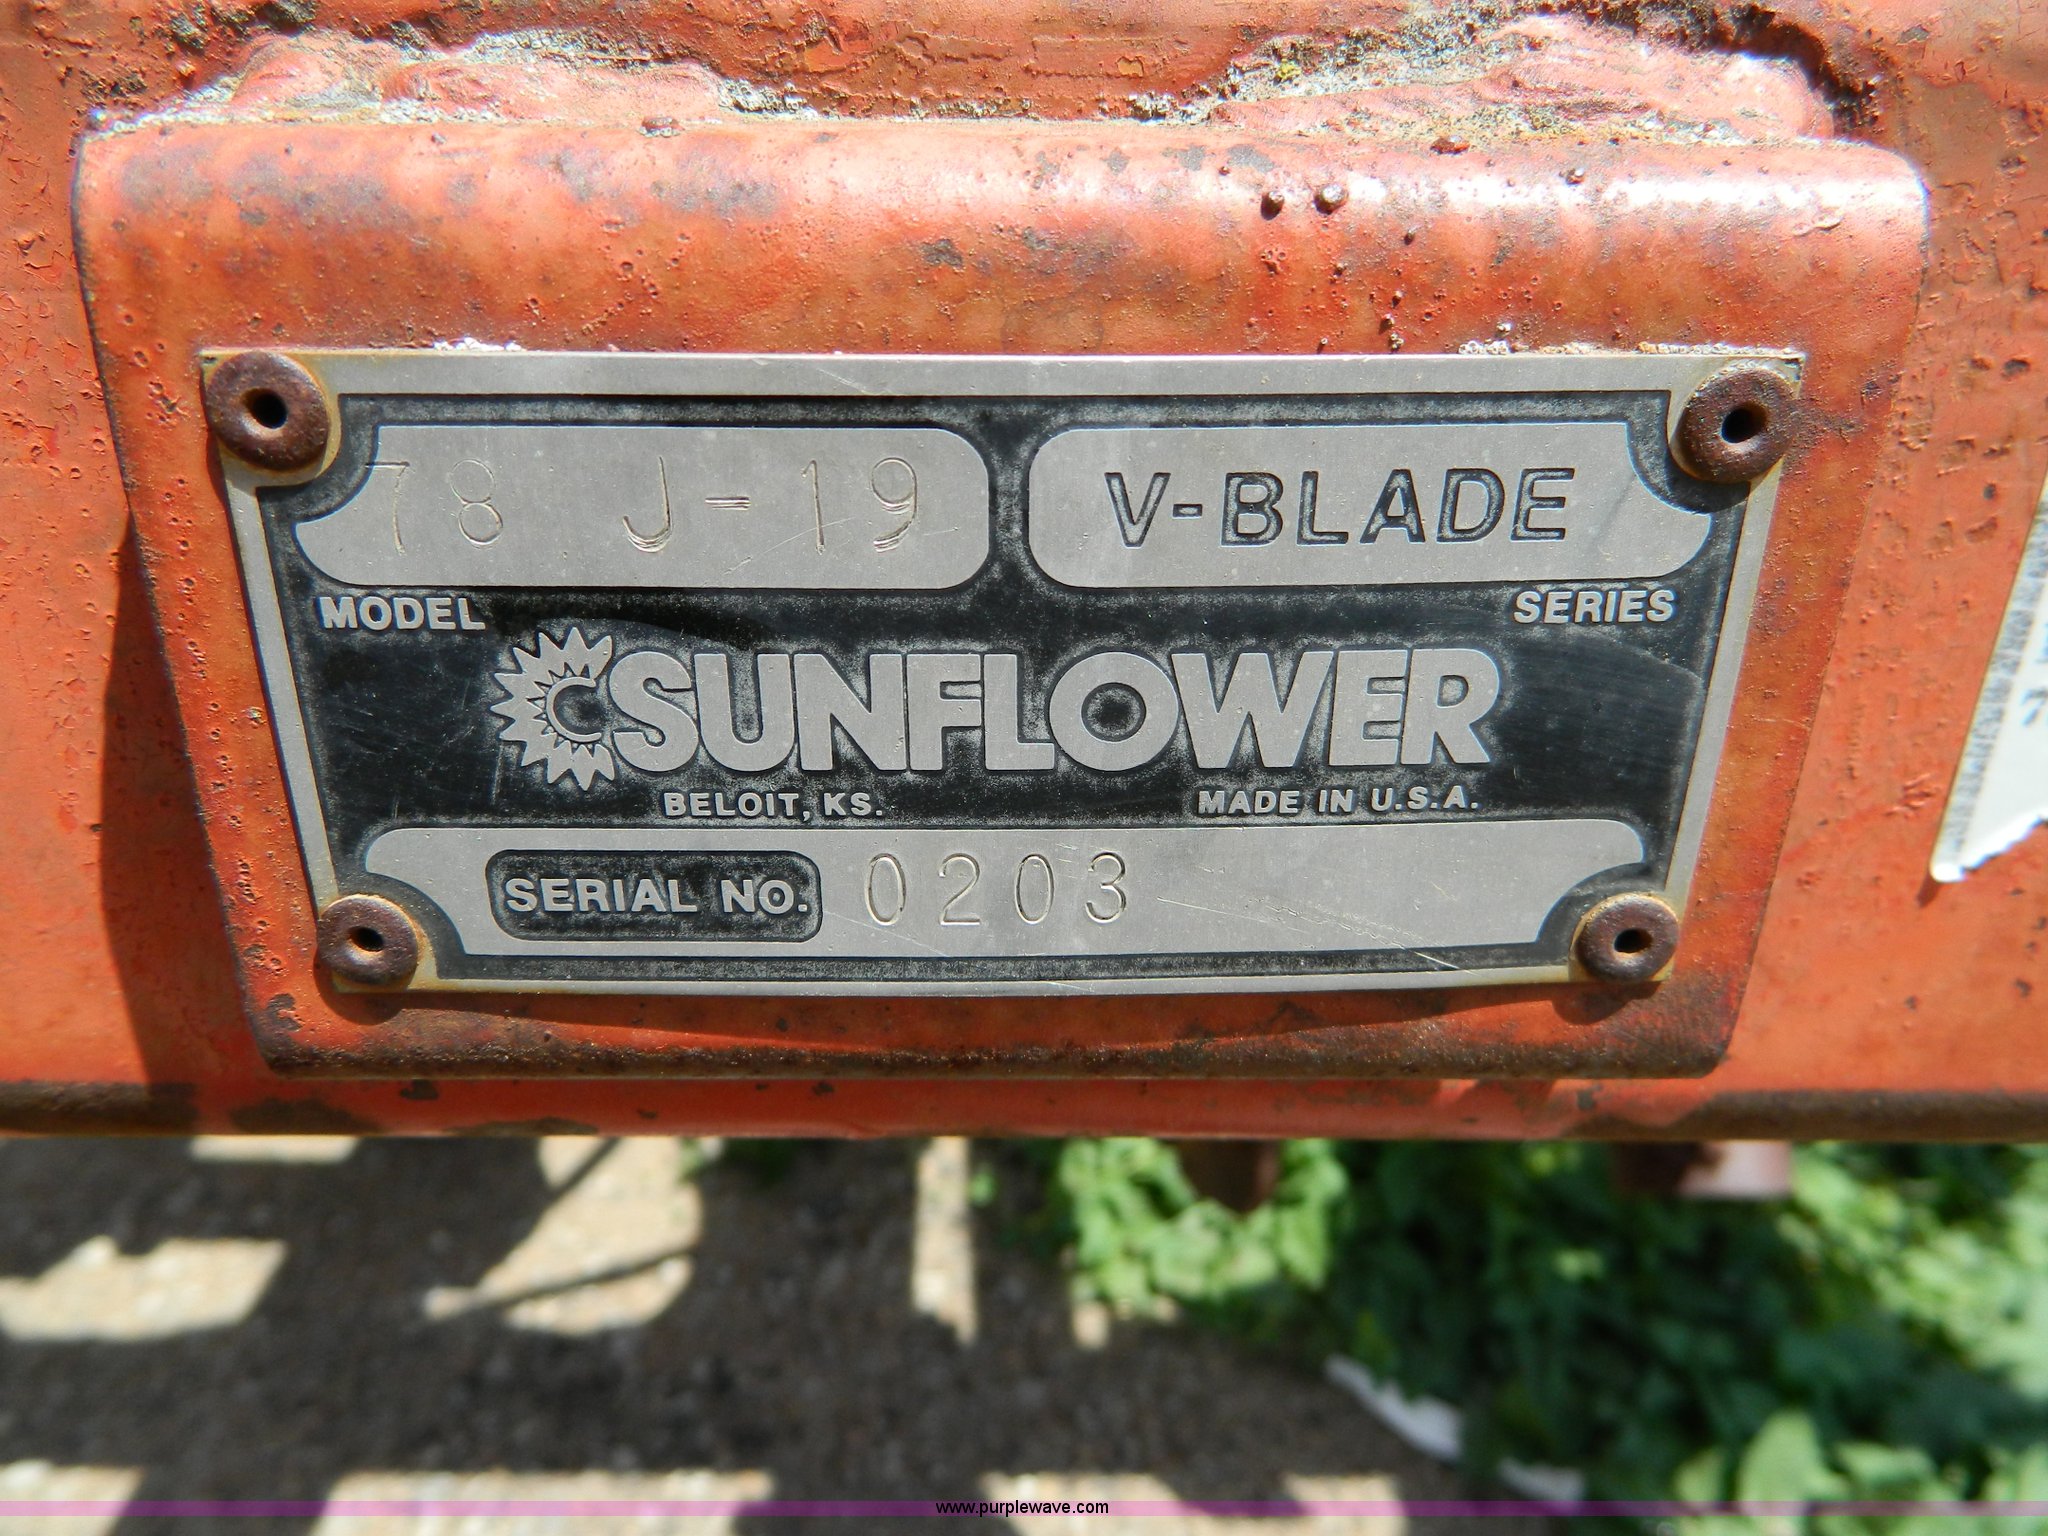 78 J-19 V-BLADE
MODEL SERIES
SUNFLOWER
BELOIT, KS. MADE IN U.S.A.
SERIAL NO. 0203
www.purplewave.com